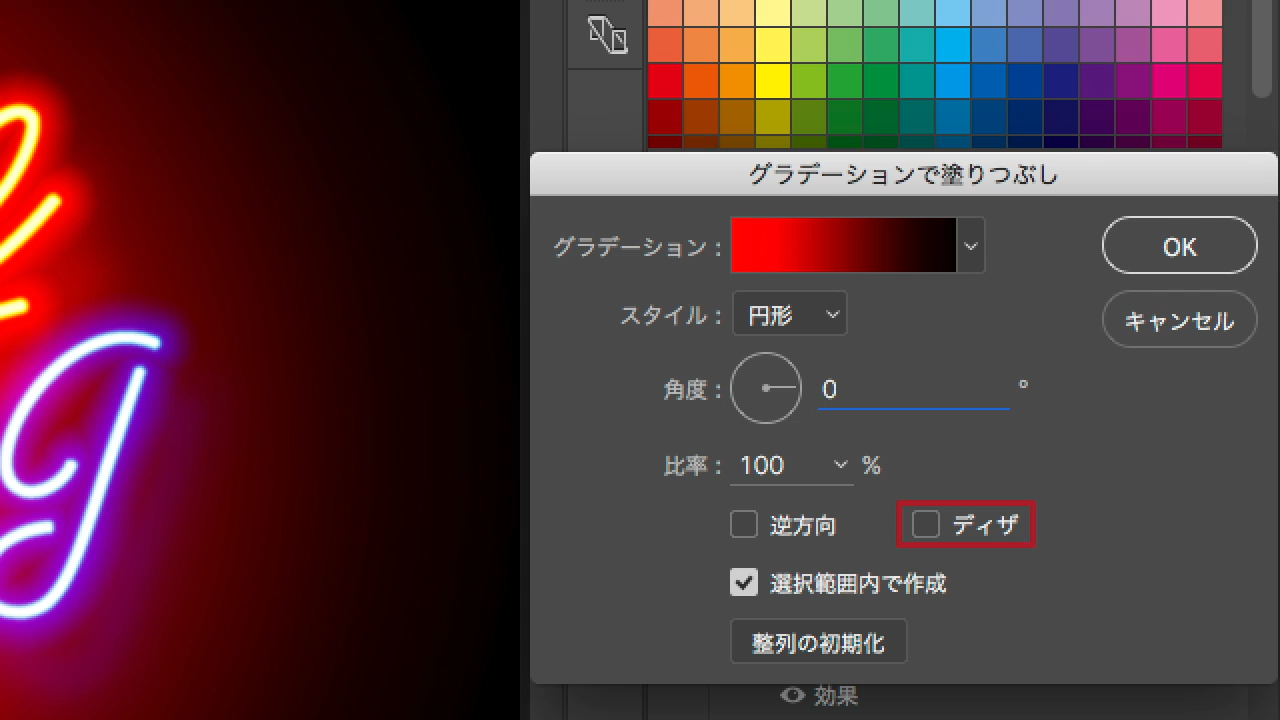 グラデーションで塗りつぶし
グラデーション :
OK
スタイル : 円形
キャンセル
角度 : 0 °
比率 : 100 %
逆方向 ディザ
選択範囲内で作成
整列の初期化
効果